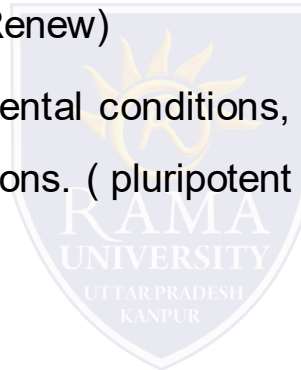 Renew)
ental conditions,
ons. ( pluripotent
RAMA
UNIVERSITY
UTTAR PRADESH
KANPUR